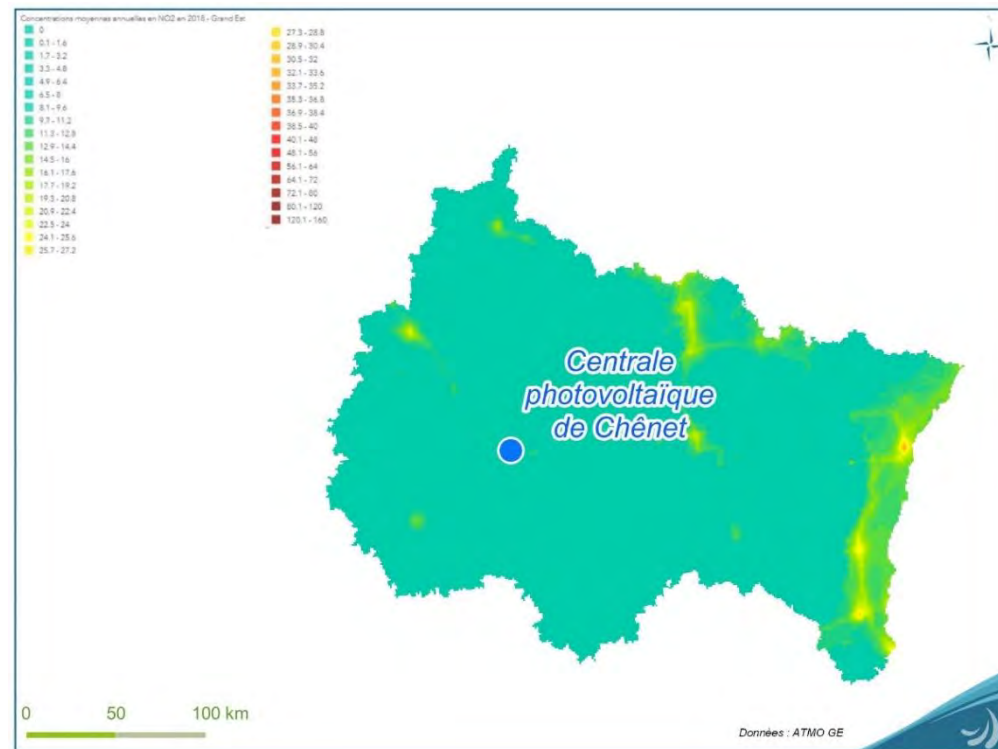 Concentrations moyennes annuelles en NO2 en 2018 - Grand Est
0
0.1 - 1.6
1.7 - 3.2
3.3 - 4.8
4.9 - 6.4
6.5 - 8
8.1 - 9.6
9.7 - 11.2
11.3 - 12.8
12.9 - 14.4
14.5 - 16
16.1 - 17.6
17.7 - 19.2
19.3 - 20.8
20.9 - 22.4
22.5 - 24
24.1 - 25.6
25.7 - 27.2
27.3 - 28.8
28.9 - 30.4
30.5 - 32
32.1 - 33.6
33.7 - 35.2
35.3 - 36.8
36.9 - 38.4
38.5 - 40
40.1 - 48
48.1 - 56
56.1 - 64
64.1 - 72
72.1 - 80
80.1 - 120
120.1 - 160
Centrale
photovoltaïque
de Chênet
0 50 100 km
Données : ATMO GE